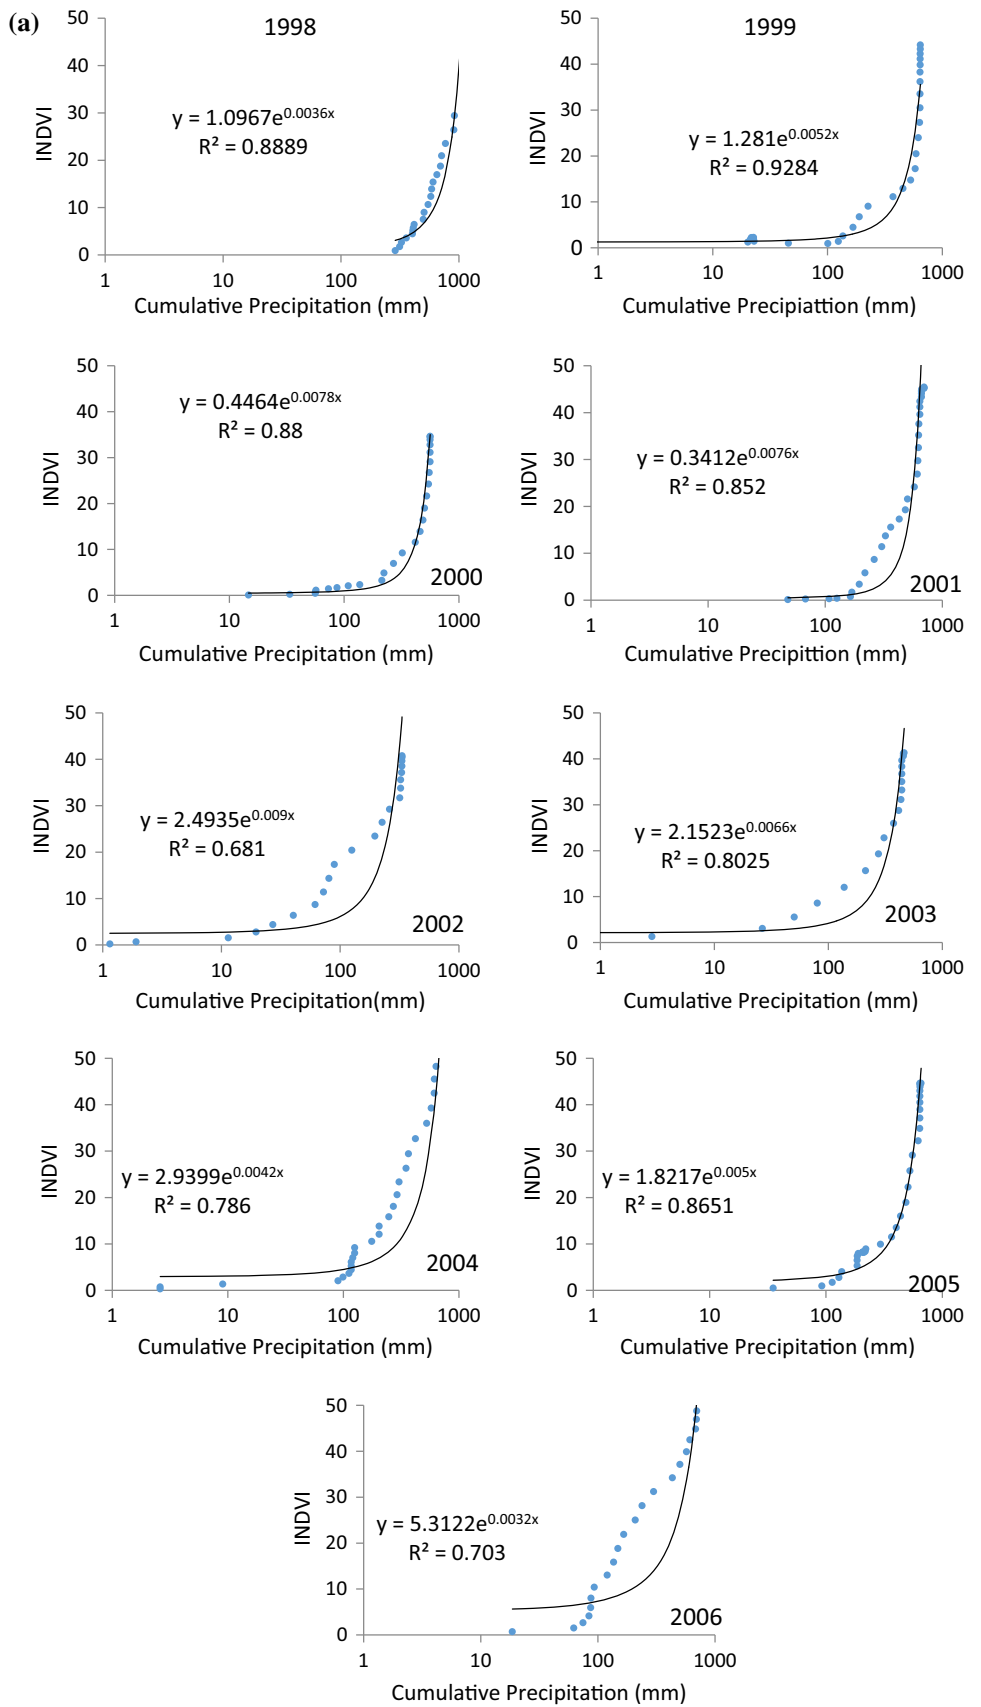 (a)
1998
y = 1.0967e^0.0036x
R² = 0.8889
INDVI
50
40
30
20
10
0
1 10 100 1000
Cumulative Precipitation (mm)
1999
y = 1.281e^0.0052x
R² = 0.9284
INDVI
50
40
30
20
10
0
1 10 100 1000
Cumulative Precipiattion (mm)
y = 0.4464e^0.0078x
R² = 0.88
INDVI
50
40
30
20
10
0
2000
1 10 100 1000
Cumulative Precipitation (mm)
y = 0.3412e^0.0076x
R² = 0.852
INDVI
50
40
30
20
10
0
2001
1 10 100 1000
Cumulative Precipittion (mm)
y = 2.4935e^0.009x
R² = 0.681
INDVI
50
40
30
20
10
0
2002
1 10 100 1000
Cumulative Precipitation(mm)
y = 2.1523e^0.0066x
R² = 0.8025
INDVI
50
40
30
20
10
0
2003
1 10 100 1000
Cumulative Precipitation (mm)
y = 2.9399e^0.0042x
R² = 0.786
INDVI
50
40
30
20
10
0
2004
1 10 100 1000
Cumulative Precipitation (mm)
y = 1.8217e^0.005x
R² = 0.8651
INDVI
50
40
30
20
10
0
2005
1 10 100 1000
Cumulative Precipitation (mm)
y = 5.3122e^0.0032x
R² = 0.703
INDVI
50
40
30
20
10
0
2006
1 10 100 1000
Cumulative Precipitation (mm)